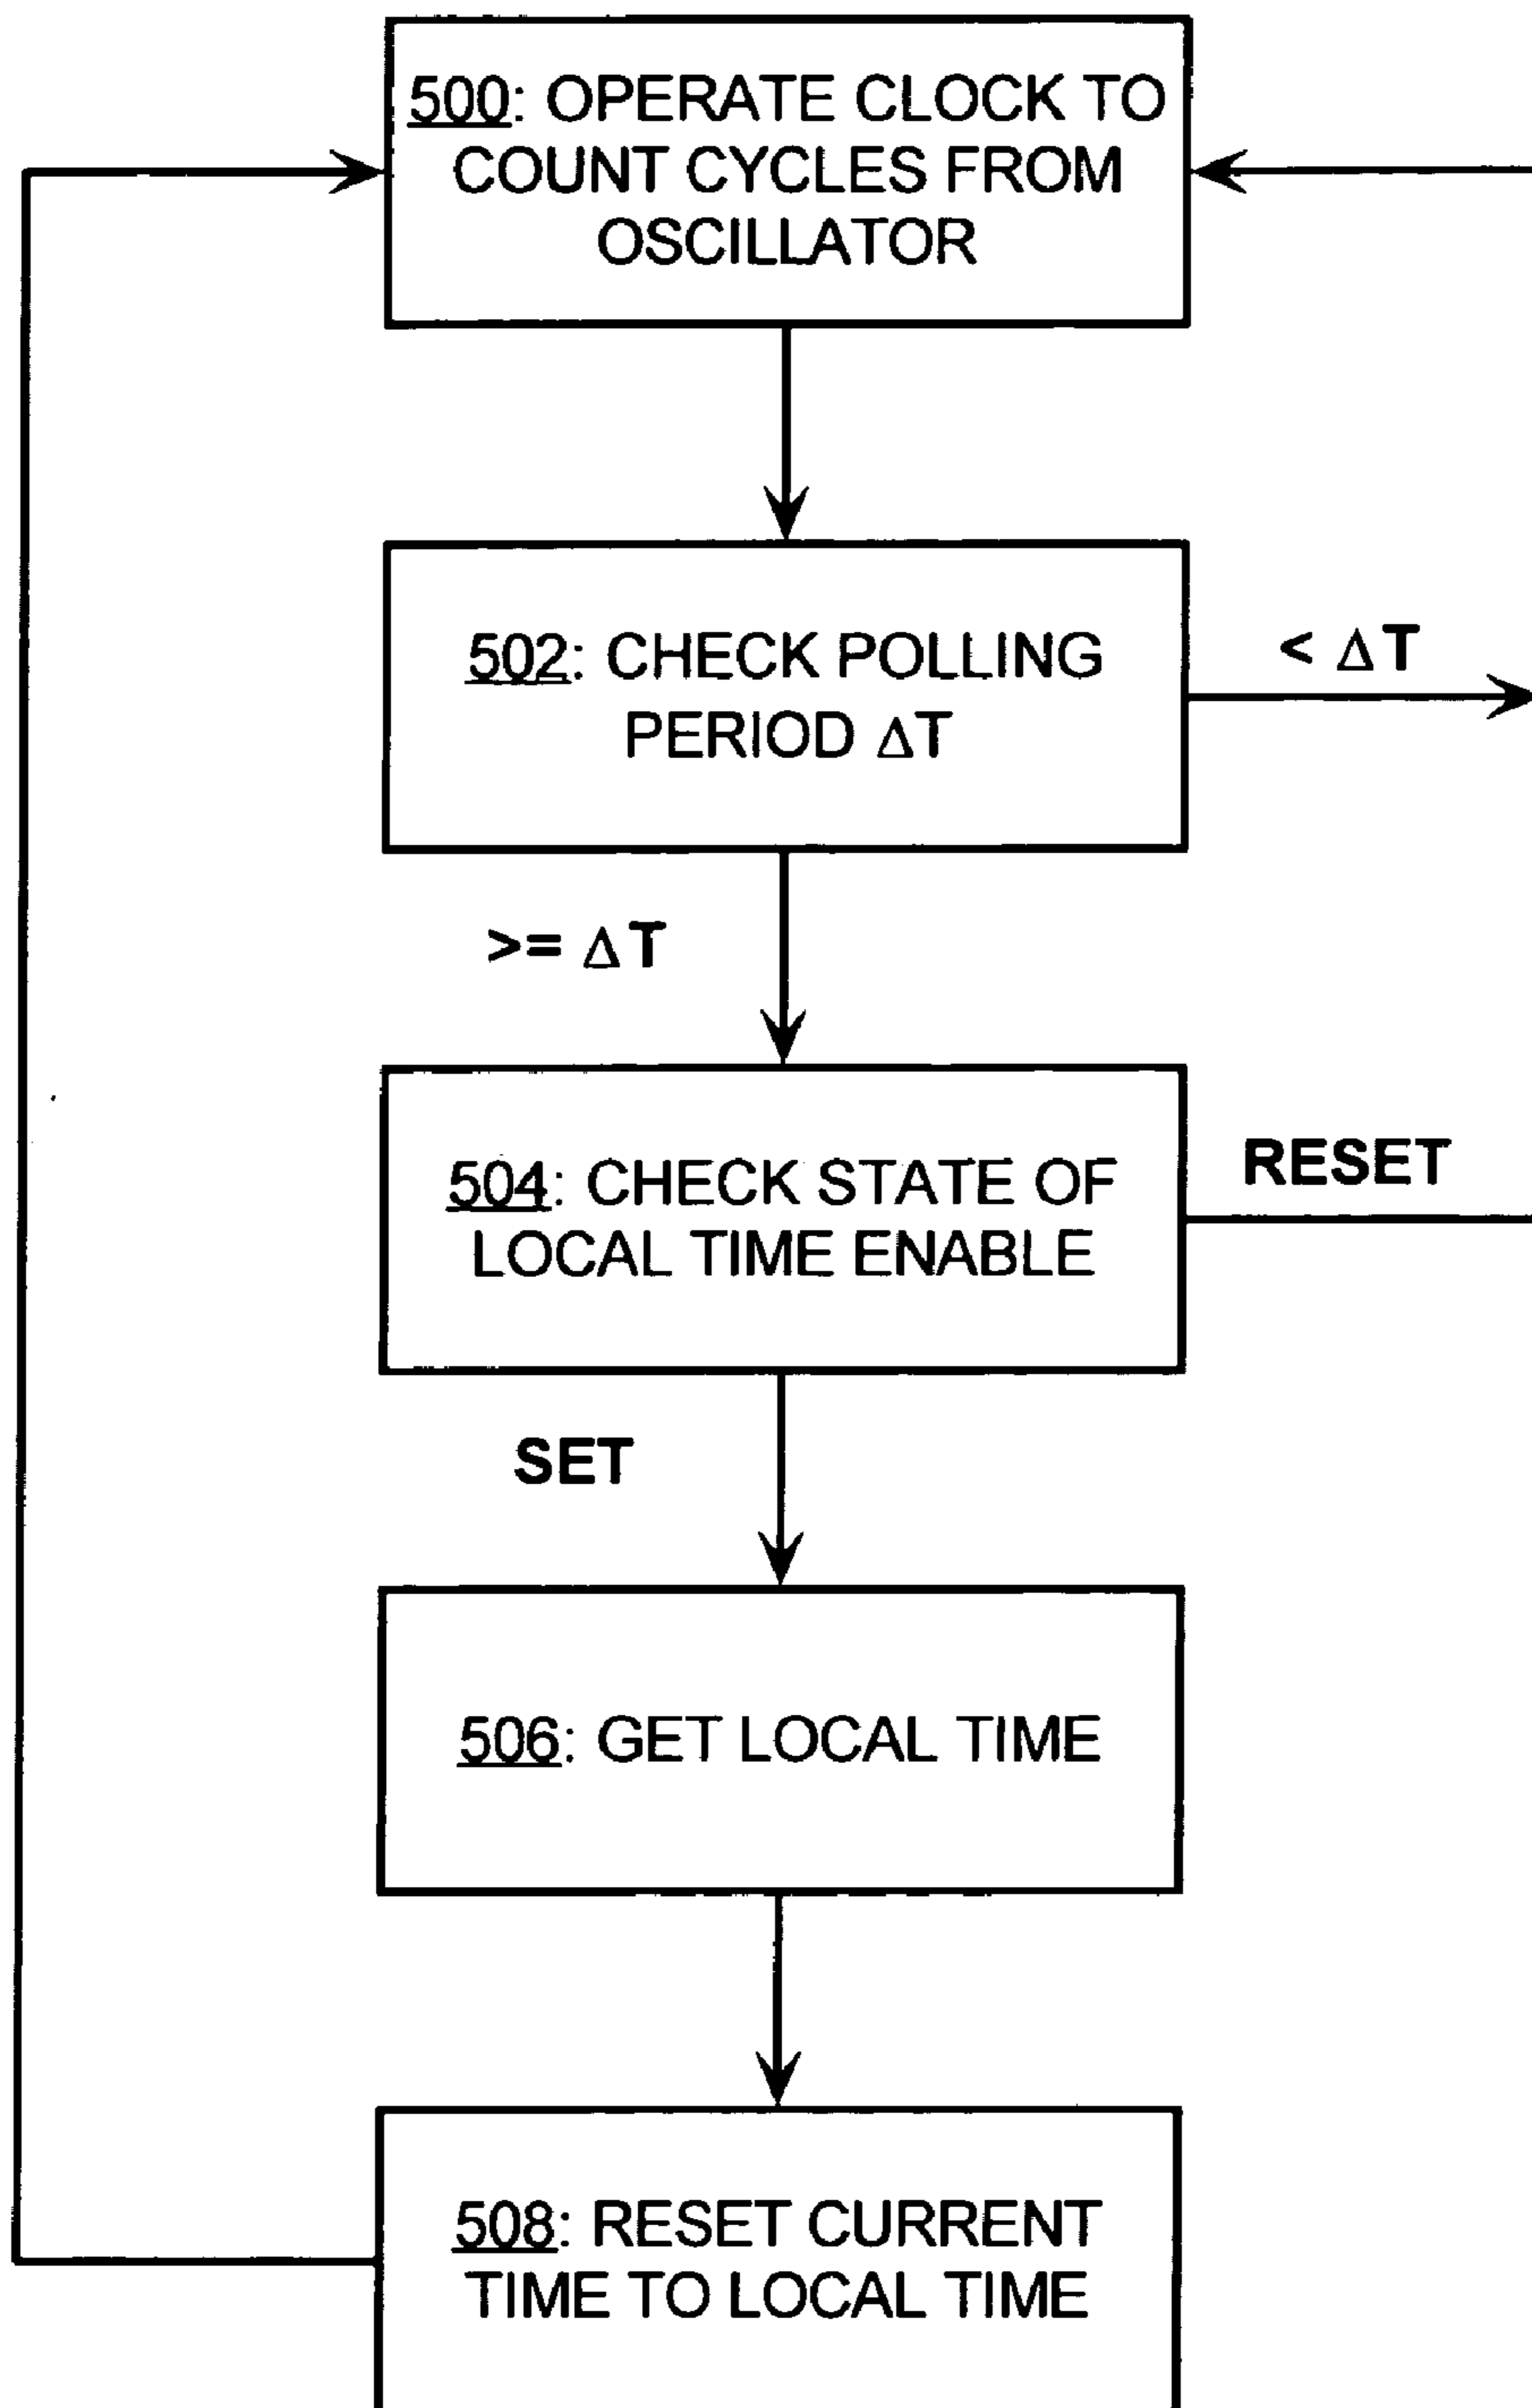 500: OPERATE CLOCK TO
COUNT CYCLES FROM
OSCILLATOR
502: CHECK POLLING
PERIOD ΔT
< ΔT
>= ΔT
504: CHECK STATE OF
LOCAL TIME ENABLE
RESET
SET
506: GET LOCAL TIME
508: RESET CURRENT
TIME TO LOCAL TIME